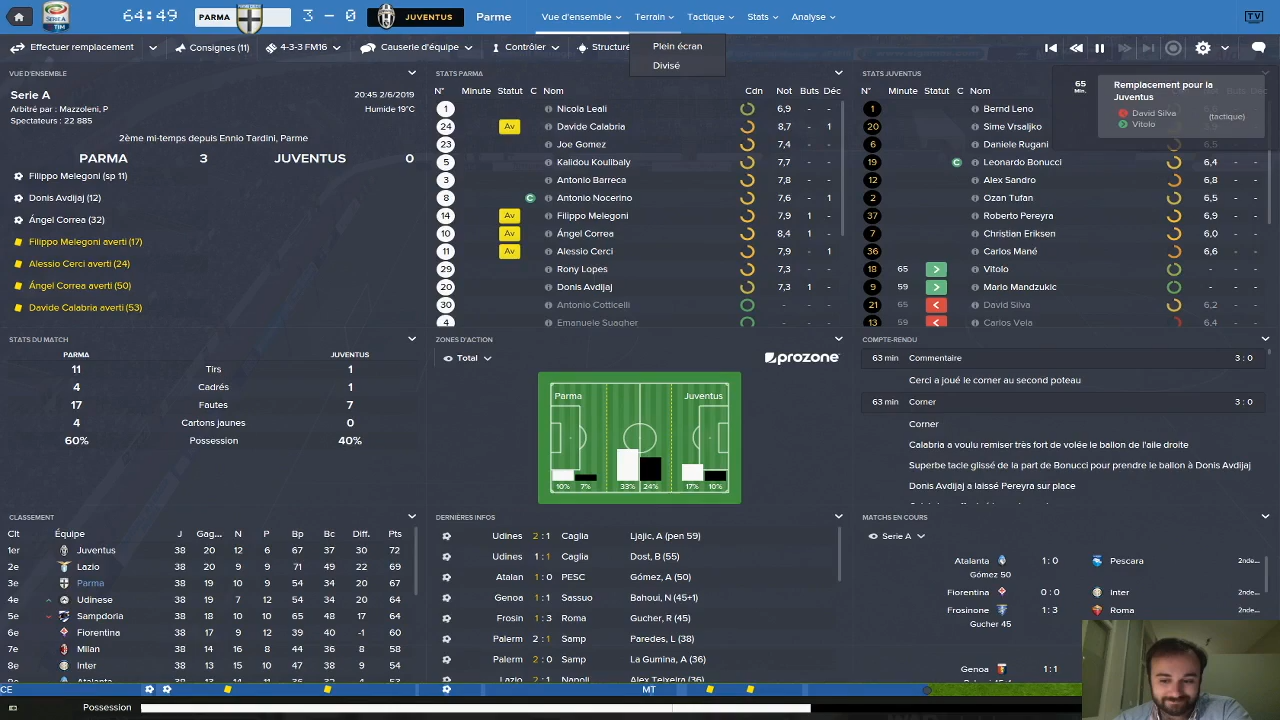 64:49 PARMA 3 – 0 JUVENTUS Parme Vue d'ensemble Terrain Tactique Stats Analyse TV
SERIE A TIM
Effectuer remplacement Consignes (11) 4-3-3 FM16 Causerie d'équipe Contrôler Structure
Plein écran
Divisé
VUE D'ENSEMBLE
Serie A 20:45 2/6/2019
Arbitré par : Mazzoleni, P Humide 19°C
Spectateurs : 22 885
2ème mi-temps depuis Ennio Tardini, Parme
PARMA 3 JUVENTUS 0
Filippo Melegoni (sp 11)
Donis Avdijaj (12)
Ángel Correa (32)
Filippo Melegoni averti (17)
Alessio Cerci averti (24)
Ángel Correa averti (50)
Davide Calabria averti (53)
STATS PARMA
N° Minute Statut C Nom Cdn Not Buts Déc
1 Nicola Leali 6,9 - -
24 Av Davide Calabria 8,7 - 1
23 Joe Gomez 7,4 - -
5 Kalidou Koulibaly 7,7 - -
3 Antonio Barreca 7,8 - -
8 C Antonio Nocerino 7,6 - 1
14 Av Filippo Melegoni 7,9 1 -
10 Av Ángel Correa 8,4 1 -
11 Av Alessio Cerci 7,9 - 1
29 Rony Lopes 7,3 - -
20 Donis Avdijaj 7,3 1 -
30 Antonio Cotticelli - - -
4 Emanuele Suagher - - -
STATS JUVENTUS
N° Minute Statut C Nom
1 Bernd Leno
20 Sime Vrsaljko
6 Daniele Rugani
19 C Leonardo Bonucci 6,4 - -
12 Alex Sandro 6,8 - -
2 Ozan Tufan 6,5 - -
37 Roberto Pereyra 6,9 - -
7 Christian Eriksen 6,0 - -
36 Carlos Mané 6,6 - -
18 65 Vitolo - - -
9 59 Mario Mandzukic - - -
21 65 David Silva 6,2 - -
13 59 Carlos Vela 6,4 - -
65 Min.
Remplacement pour la
Juventus
David Silva
Vitolo
(tactique)
STATS DU MATCH
PARMA JUVENTUS
11 Tirs 1
4 Cadrés 1
17 Fautes 7
4 Cartons jaunes 0
60% Possession 40%
ZONES D'ACTION
Total prozone
Parma Juventus
10% 7% 33% 24% 17% 10%
COMPTE-RENDU
63 min Commentaire 3 : 0
Cerci a joué le corner au second poteau
63 min Corner 3 : 0
Corner
Calabria a voulu remiser très fort de volée le ballon de l'aile droite
Superbe tacle glissé de la part de Bonucci pour prendre le ballon à Donis Avdijaj
Donis Avdijaj a laissé Pereyra sur place
CLASSEMENT
Clt Équipe J Gag... N P Bp Bc Diff. Pts
1er Juventus 38 20 12 6 67 37 30 72
2e Lazio 38 20 9 9 71 49 22 69
3e Parma 38 19 10 9 54 34 20 67
4e Udinese 38 19 7 12 54 34 20 64
5e Sampdoria 38 18 10 10 65 48 17 64
6e Fiorentina 38 17 9 12 39 40 -1 60
7e Milan 38 14 16 8 44 36 8 58
8e Inter 38 13 15 10 47 38 9 54
DERNIÈRES INFOS
Udines 2 : 1 Caglia Ljajic, A (pen 59)
Udines 1 : 1 Caglia Dost, B (55)
Atalan 1 : 0 PESC Gómez, A (50)
Genoa 1 : 1 Sassuo Bahoui, N (45+1)
Frosin 1 : 3 Roma Gucher, R (45)
Palerm 2 : 1 Samp Paredes, L (38)
Palerm 2 : 0 Samp La Gumina, A (36)
Lazio 2 : 1 Napoli Alex Teixeira (36)
MATCHS EN COURS
Serie A
Atalanta 1 : 0 Pescara 2nde...
Gómez 50
Fiorentina 0 : 0 Inter 2nde...
Frosinone 1 : 3 Roma 2nde...
Gucher 45
Genoa 1 : 1
CE MT
Possession